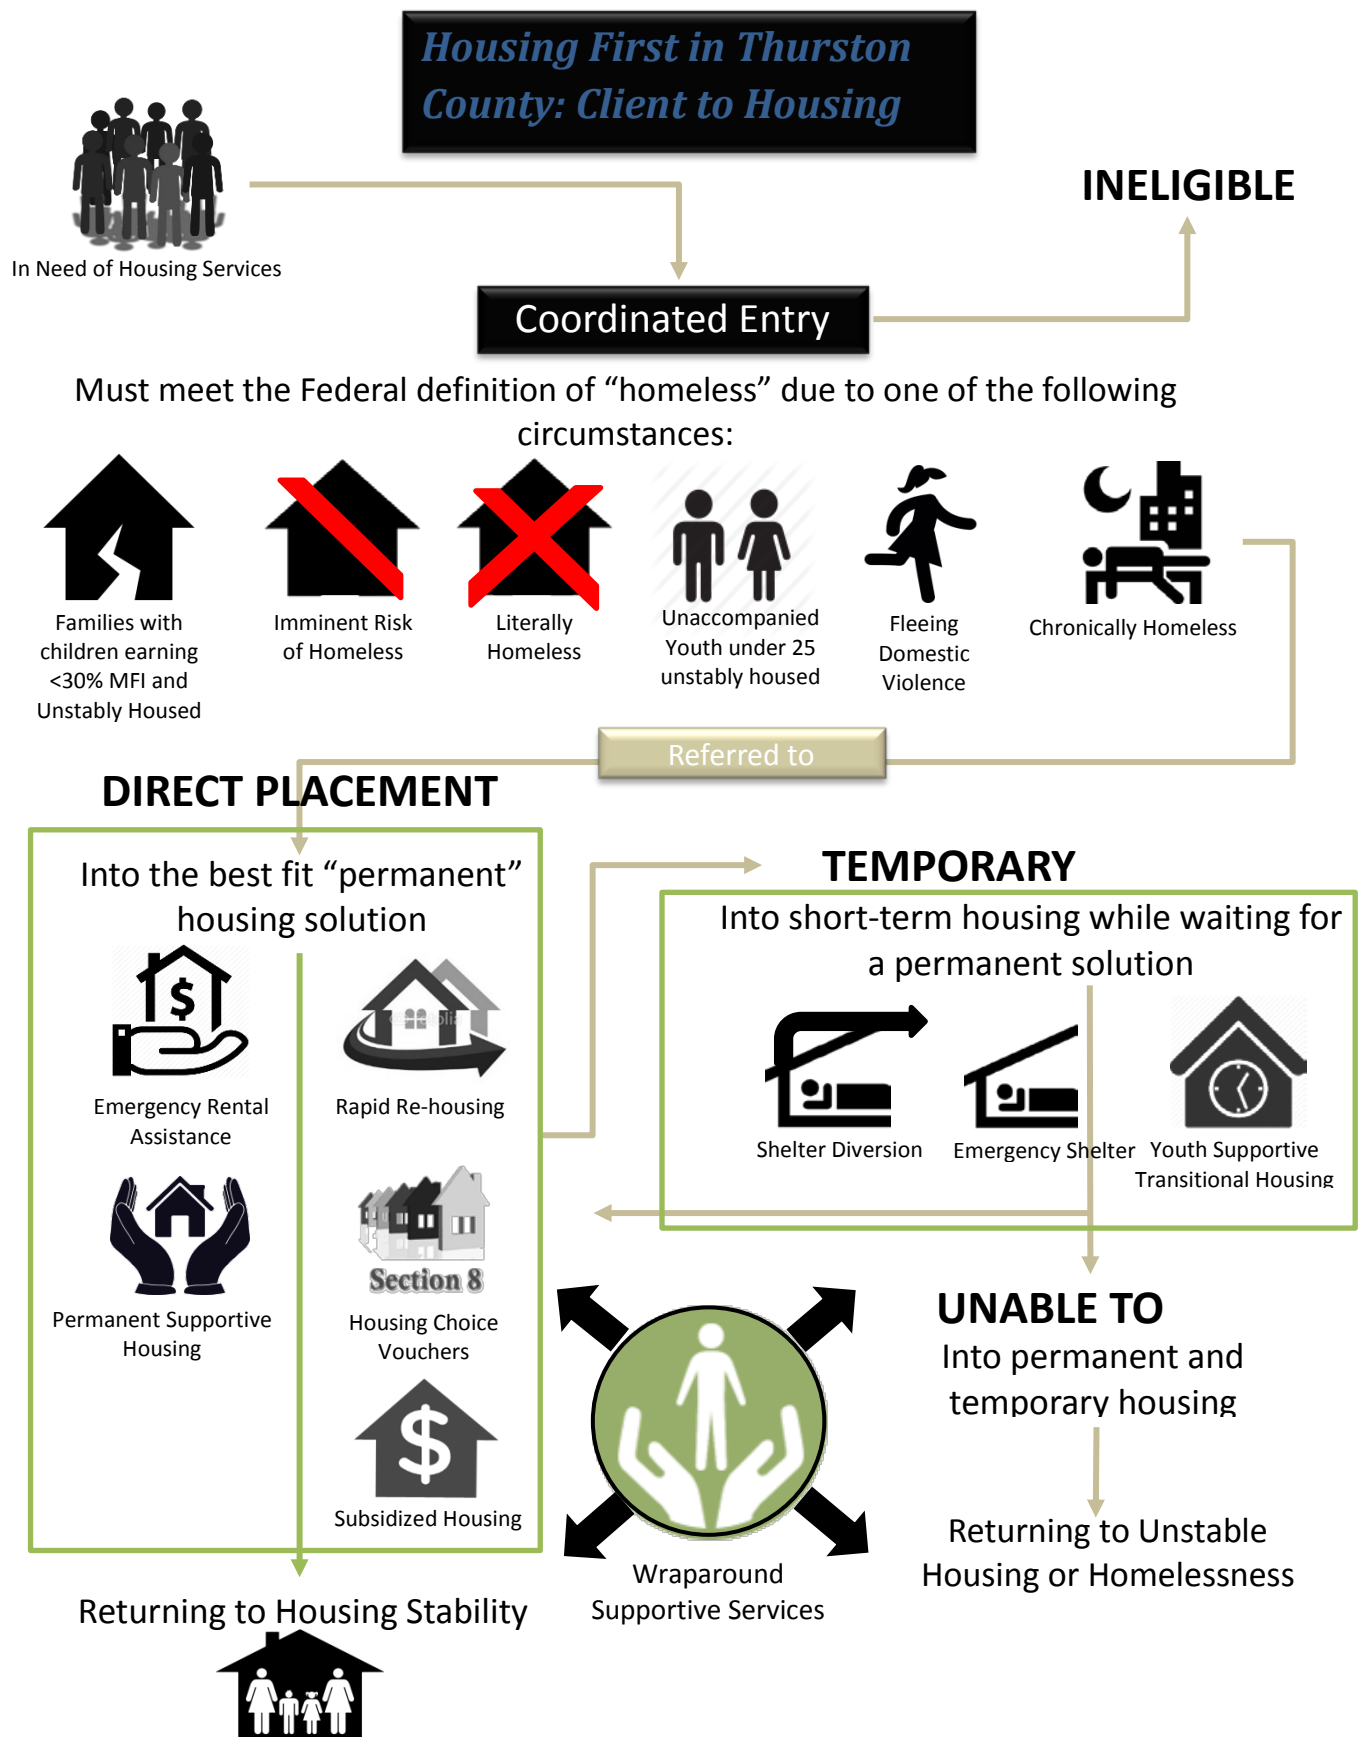 Housing First in Thurston
County: Client to Housing
INELIGIBLE
In Need of Housing Services
Coordinated Entry
Must meet the Federal definition of “homeless” due to one of the following
circumstances:
Families with
children earning
<30% MFI and
Unstably Housed
Imminent Risk
of Homeless
Literally
Homeless
Unaccompanied
Youth under 25
unstably housed
Fleeing
Domestic
Violence
Chronically Homeless
Referred to
DIRECT PLACEMENT
Into the best fit “permanent”
housing solution
Emergency Rental
Assistance
Rapid Re-housing
Permanent Supportive
Housing
Section 8
Housing Choice
Vouchers
Subsidized Housing
Returning to Housing Stability
TEMPORARY
Into short-term housing while waiting for
a permanent solution
Shelter Diversion
Emergency Shelter
Youth Supportive
Transitional Housing
UNABLE TO
Into permanent and
temporary housing
Returning to Unstable
Housing or Homelessness
Wraparound
Supportive Services